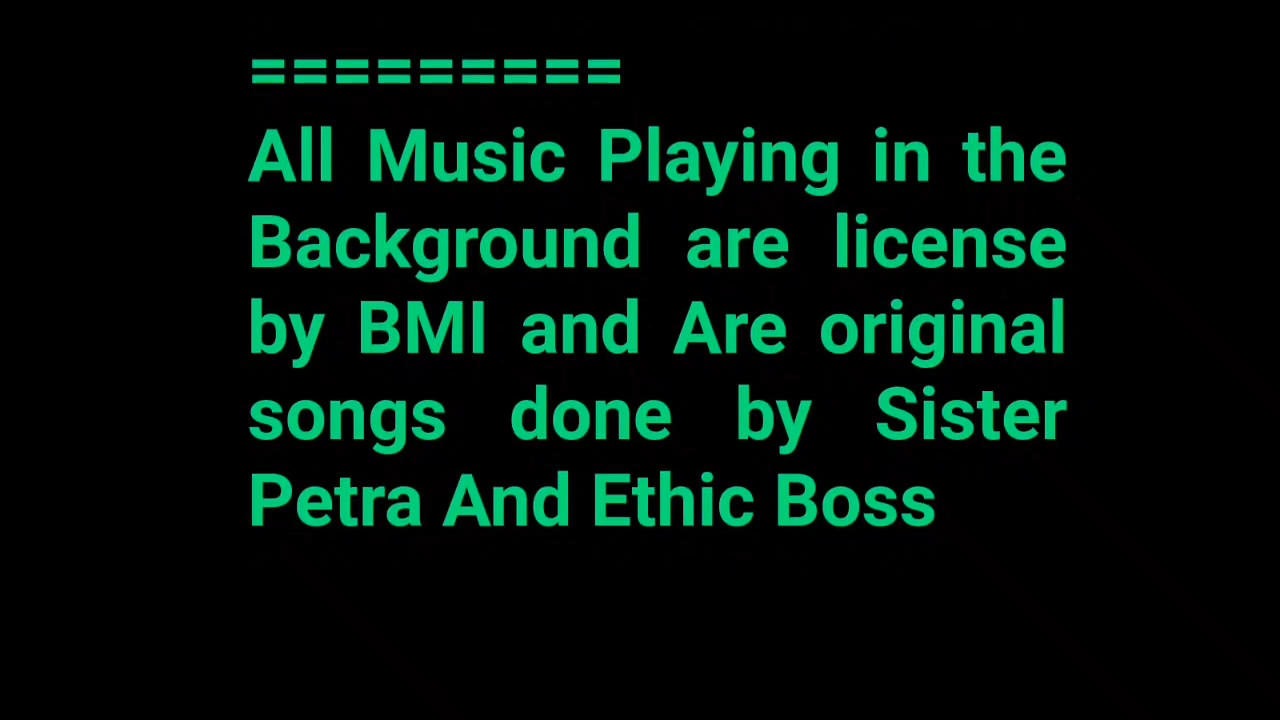 =========
All Music Playing in the
Background are license
by BMI and Are original
songs done by Sister
Petra And Ethic Boss